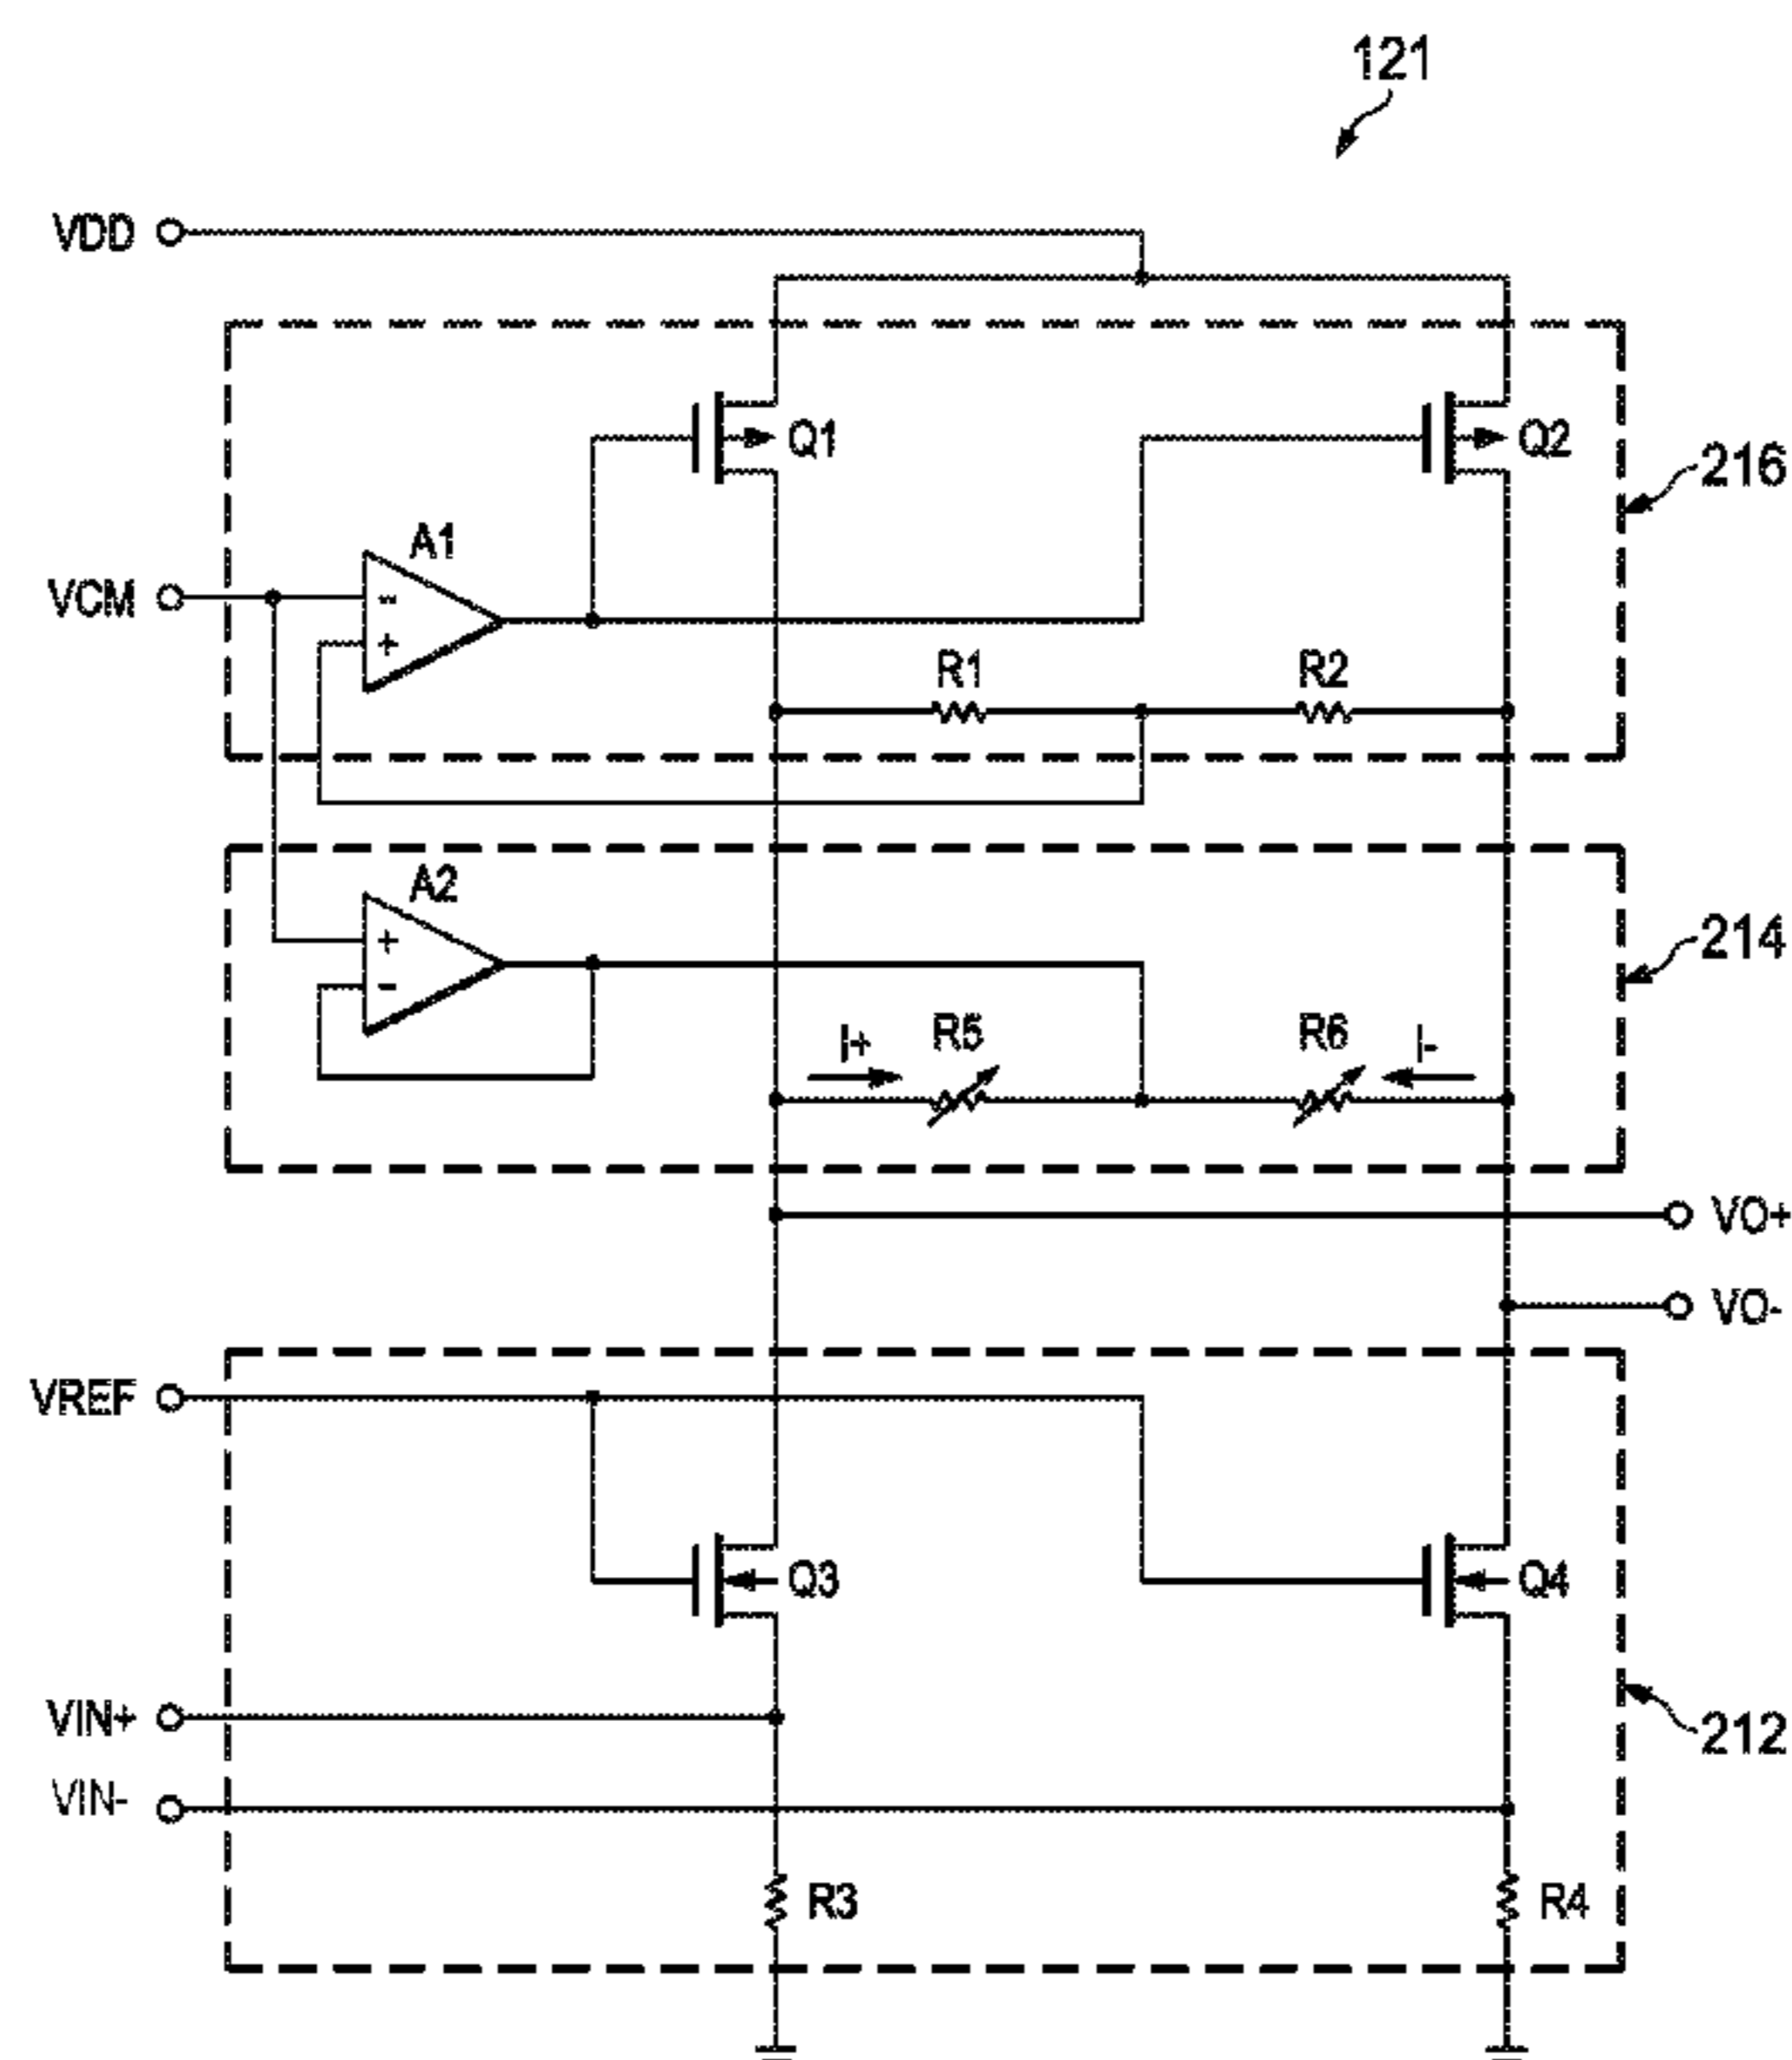 121
VDD
Q1
Q2
216
A1
VCM
-
+
R1
R2
A2
+
-
214
I+
R5
R6
I-
VO+
VO-
VREF
Q3
Q4
VIN+
212
VIN-
R3
R4